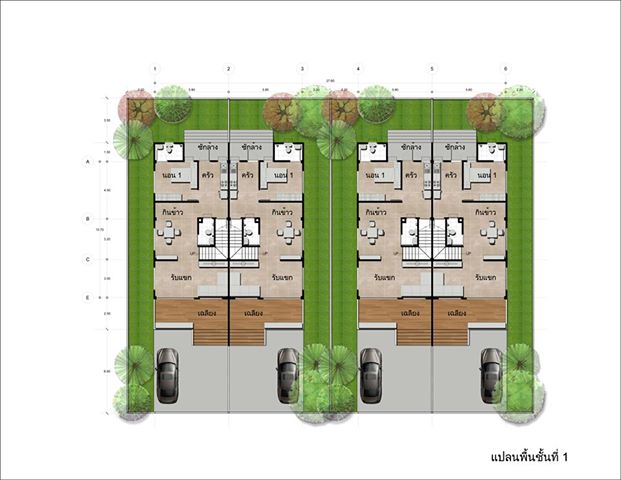 1 2 3 4 5 6
ซักล้าง ซักล้าง ซักล้าง ซักล้าง
A
นอน 1 ครัว ครัว นอน 1 นอน 1 ครัว ครัว นอน 1
กินข้าว กินข้าว กินข้าว กินข้าว
B
UP UP UP UP
C
รับแขก รับแขก รับแขก รับแขก
E
เฉลียง เฉลียง เฉลียง เฉลียง
แปลนพื้นชั้นที่ 1